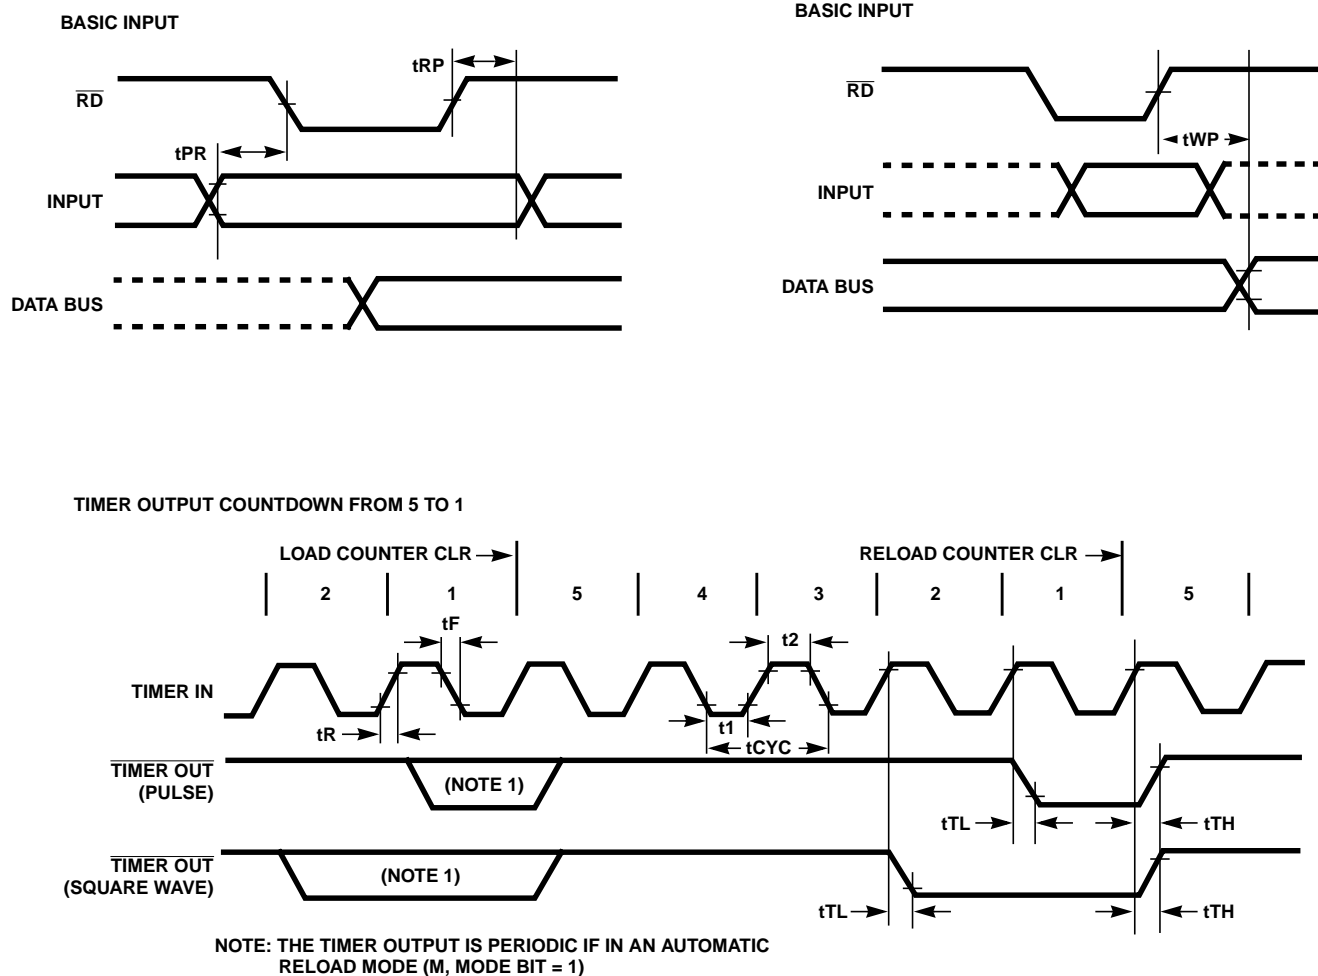 BASIC INPUT
RD
tRP
tPR
INPUT
DATA BUS
BASIC INPUT
RD
tWP
INPUT
DATA BUS
TIMER OUTPUT COUNTDOWN FROM 5 TO 1
LOAD COUNTER CLR
RELOAD COUNTER CLR
2 1 5 4 3 2 1 5
tF
t2
TIMER IN
tR
t1
tCYC
TIMER OUT
(PULSE)
(NOTE 1)
tTL
tTH
TIMER OUT
(SQUARE WAVE)
(NOTE 1)
tTL
tTH
NOTE: THE TIMER OUTPUT IS PERIODIC IF IN AN AUTOMATIC
RELOAD MODE (M, MODE BIT = 1)